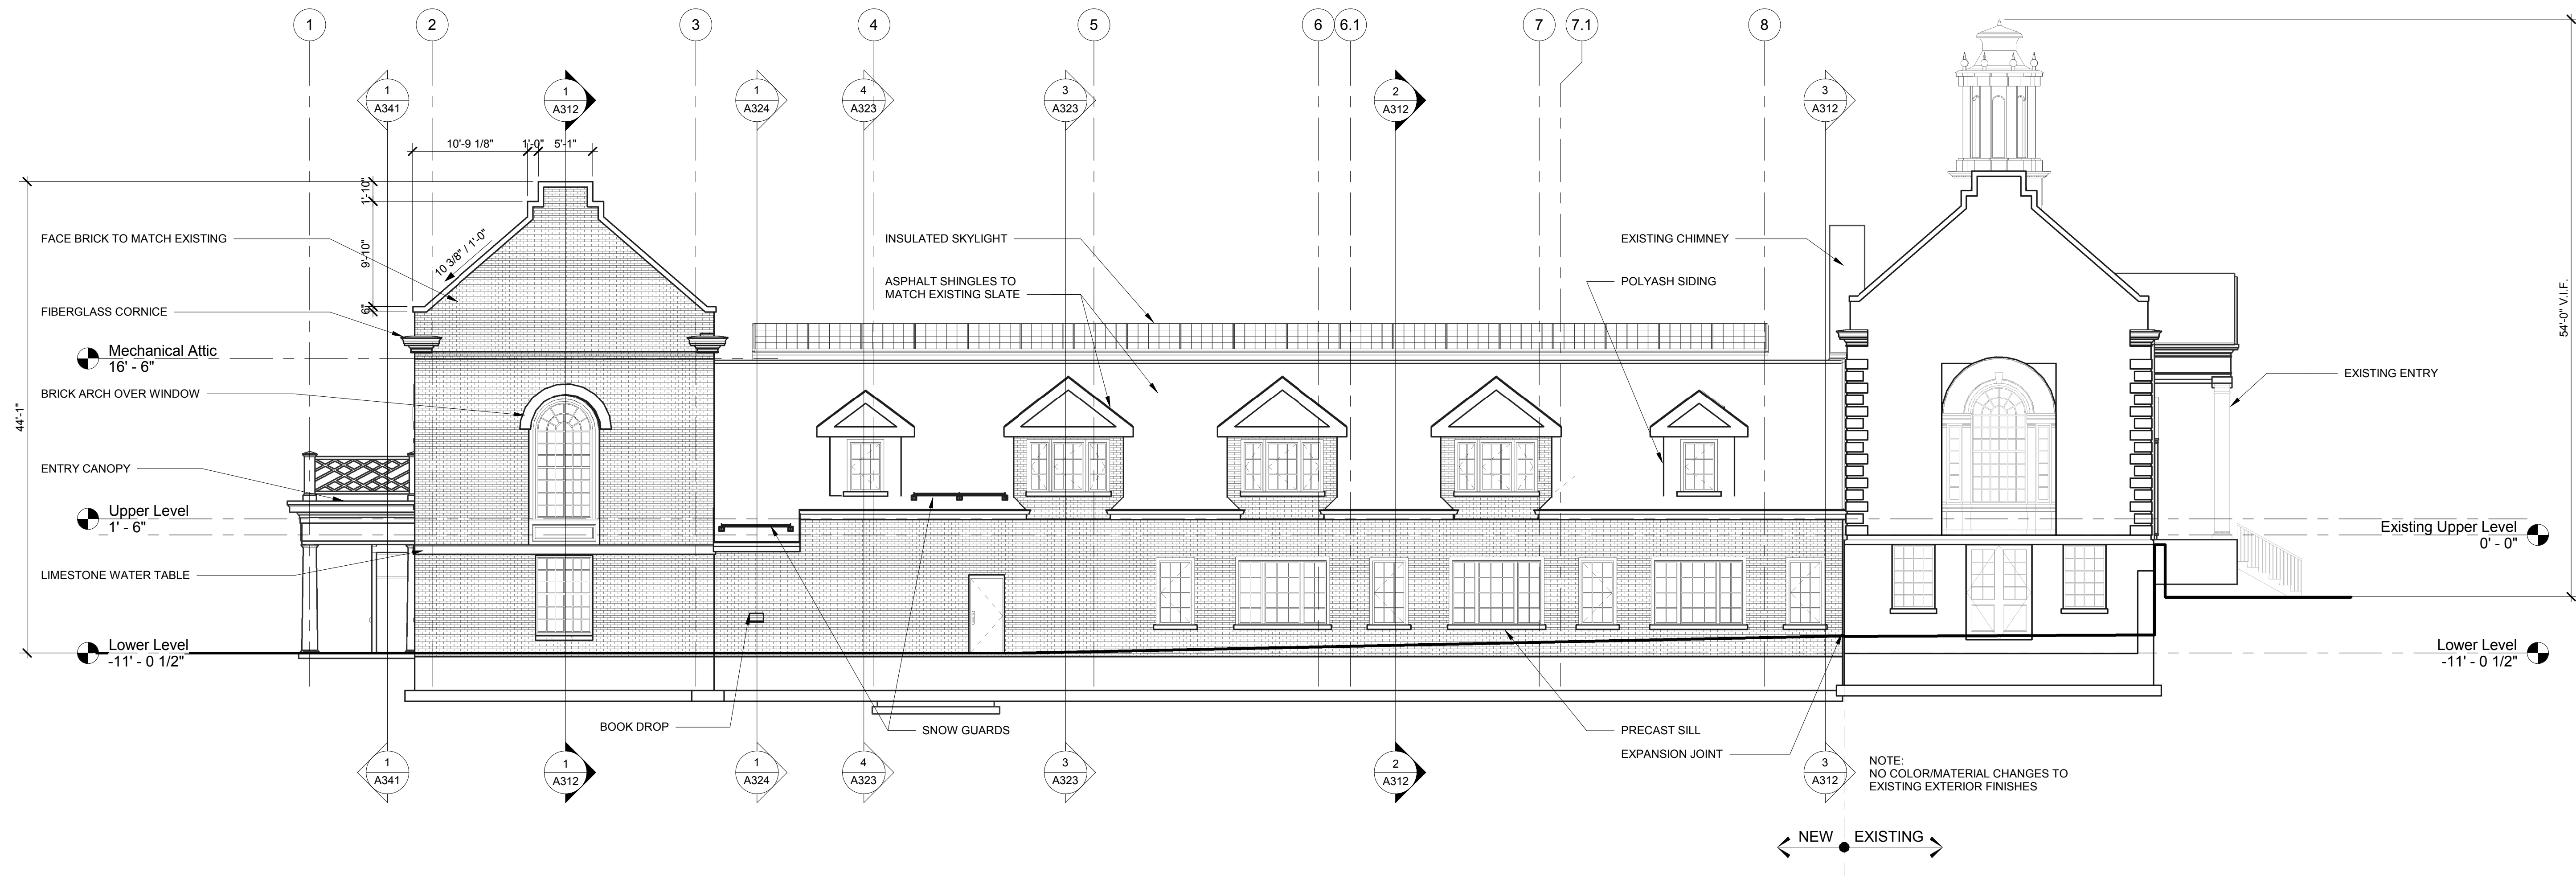 1
2
3
4
5
6
6.1
7
7.1
8
1
A341
1
A312
1
A324
4
A323
3
A323
2
A312
3
A312
10'-9 1/8"
1'-0"
5'-1"
1'-10"
9'-10"
6"
10 3/8" / 1'-0"
44'-1"
54'-0" V.I.F.
FACE BRICK TO MATCH EXISTING
FIBERGLASS CORNICE
Mechanical Attic
16' - 6"
BRICK ARCH OVER WINDOW
ENTRY CANOPY
Upper Level
1' - 6"
LIMESTONE WATER TABLE
Lower Level
-11' - 0 1/2"
INSULATED SKYLIGHT
ASPHALT SHINGLES TO
MATCH EXISTING SLATE
EXISTING CHIMNEY
POLYASH SIDING
EXISTING ENTRY
Existing Upper Level
0' - 0"
Lower Level
-11' - 0 1/2"
BOOK DROP
SNOW GUARDS
PRECAST SILL
EXPANSION JOINT
1
A341
1
A312
1
A324
4
A323
3
A323
2
A312
3
A312
NOTE:
NO COLOR/MATERIAL CHANGES TO
EXISTING EXTERIOR FINISHES
NEW
EXISTING